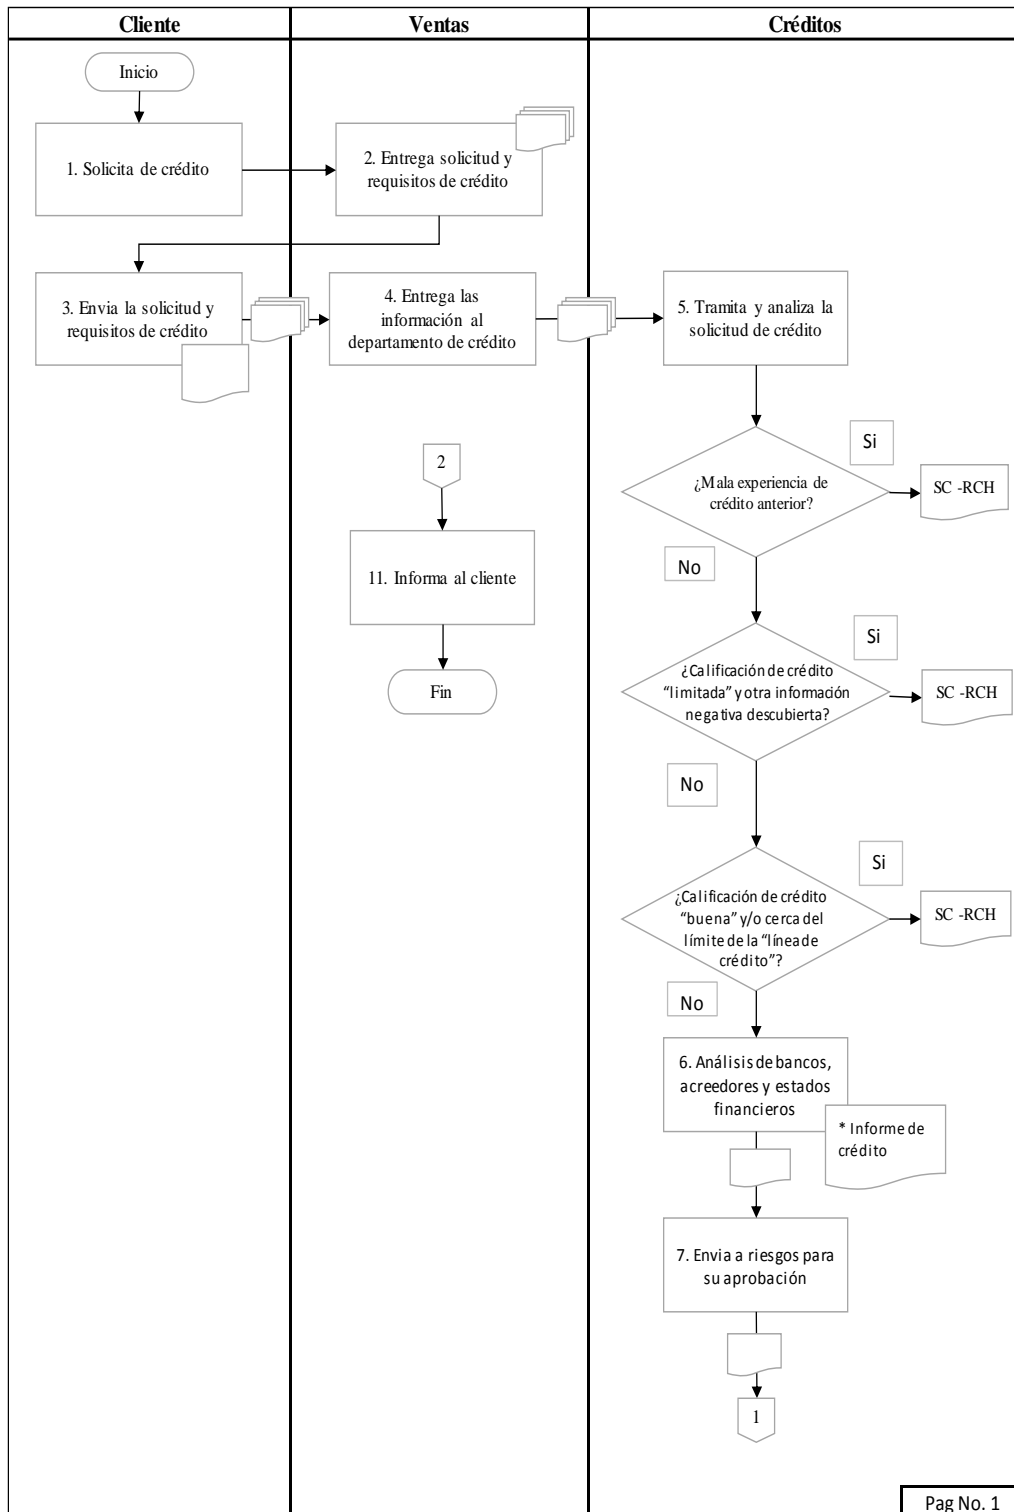 Cliente
Ventas
Créditos
Inicio
1. Solicita de crédito
2. Entrega solicitud y
requisitos de crédito
3. Envia la solicitud y
requisitos de crédito
4. Entrega las
información al
departamento de crédito
5. Tramita y analiza la
solicitud de crédito
Si
¿Mala experiencia de
crédito anterior?
SC -RCH
No
2
11. Informa al cliente
Fin
Si
¿Calificación de crédito
“limitada” y otra información
negativa descubierta?
SC -RCH
No
Si
¿Calificación de crédito
“buena” y/o cerca del
límite de la “línea de
crédito”?
SC -RCH
No
6. Análisis de bancos,
acreedores y estados
financieros
* Informe de
crédito
7. Envia a riesgos para
su aprobación
1
Pag No. 1